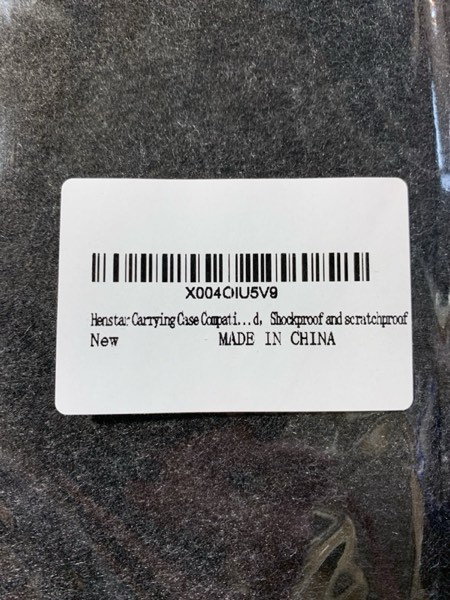 X004OIU5V9
Henstar Carrying Case Compati...d, Shockproof and scratchproof
New MADE IN CHINA